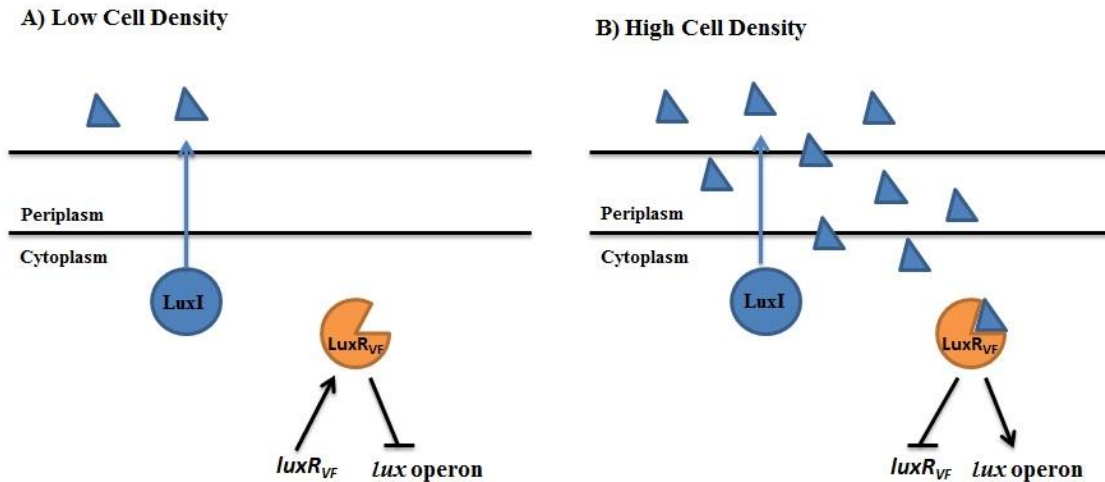 A) Low Cell Density
Periplasm
Cytoplasm
LuxI
LuxRVF
luxRVF
lux operon
B) High Cell Density
Periplasm
Cytoplasm
LuxI
LuxRVF
luxRVF
lux operon